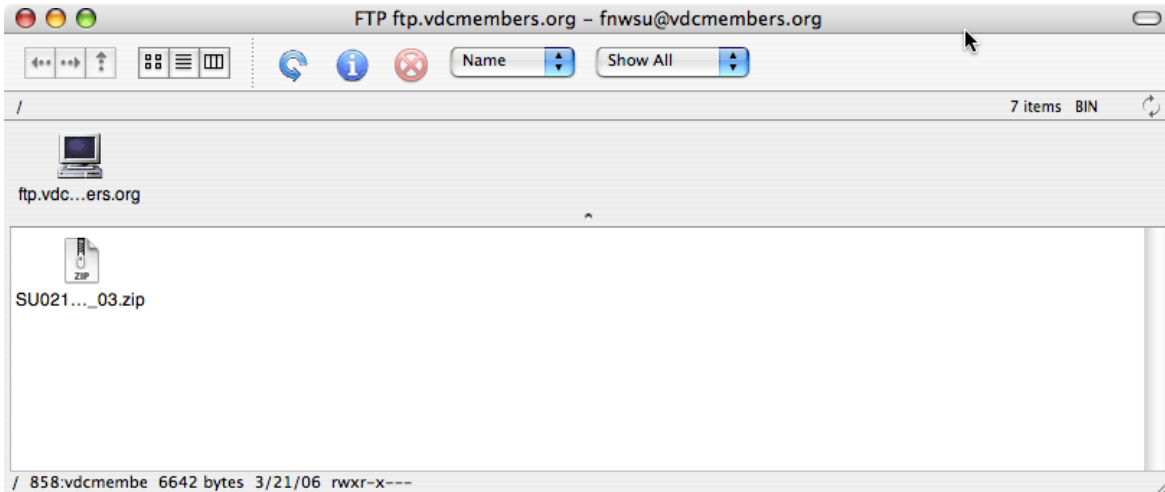 FTP ftp.vdcmembers.org – fnwsu@vdcmembers.org
Name Show All
/ 7 items BIN
ftp.vdc...ers.org
ZIP
SU021..._03.zip
/ 858:vdcmembe 6642 bytes 3/21/06 rwxr-x---